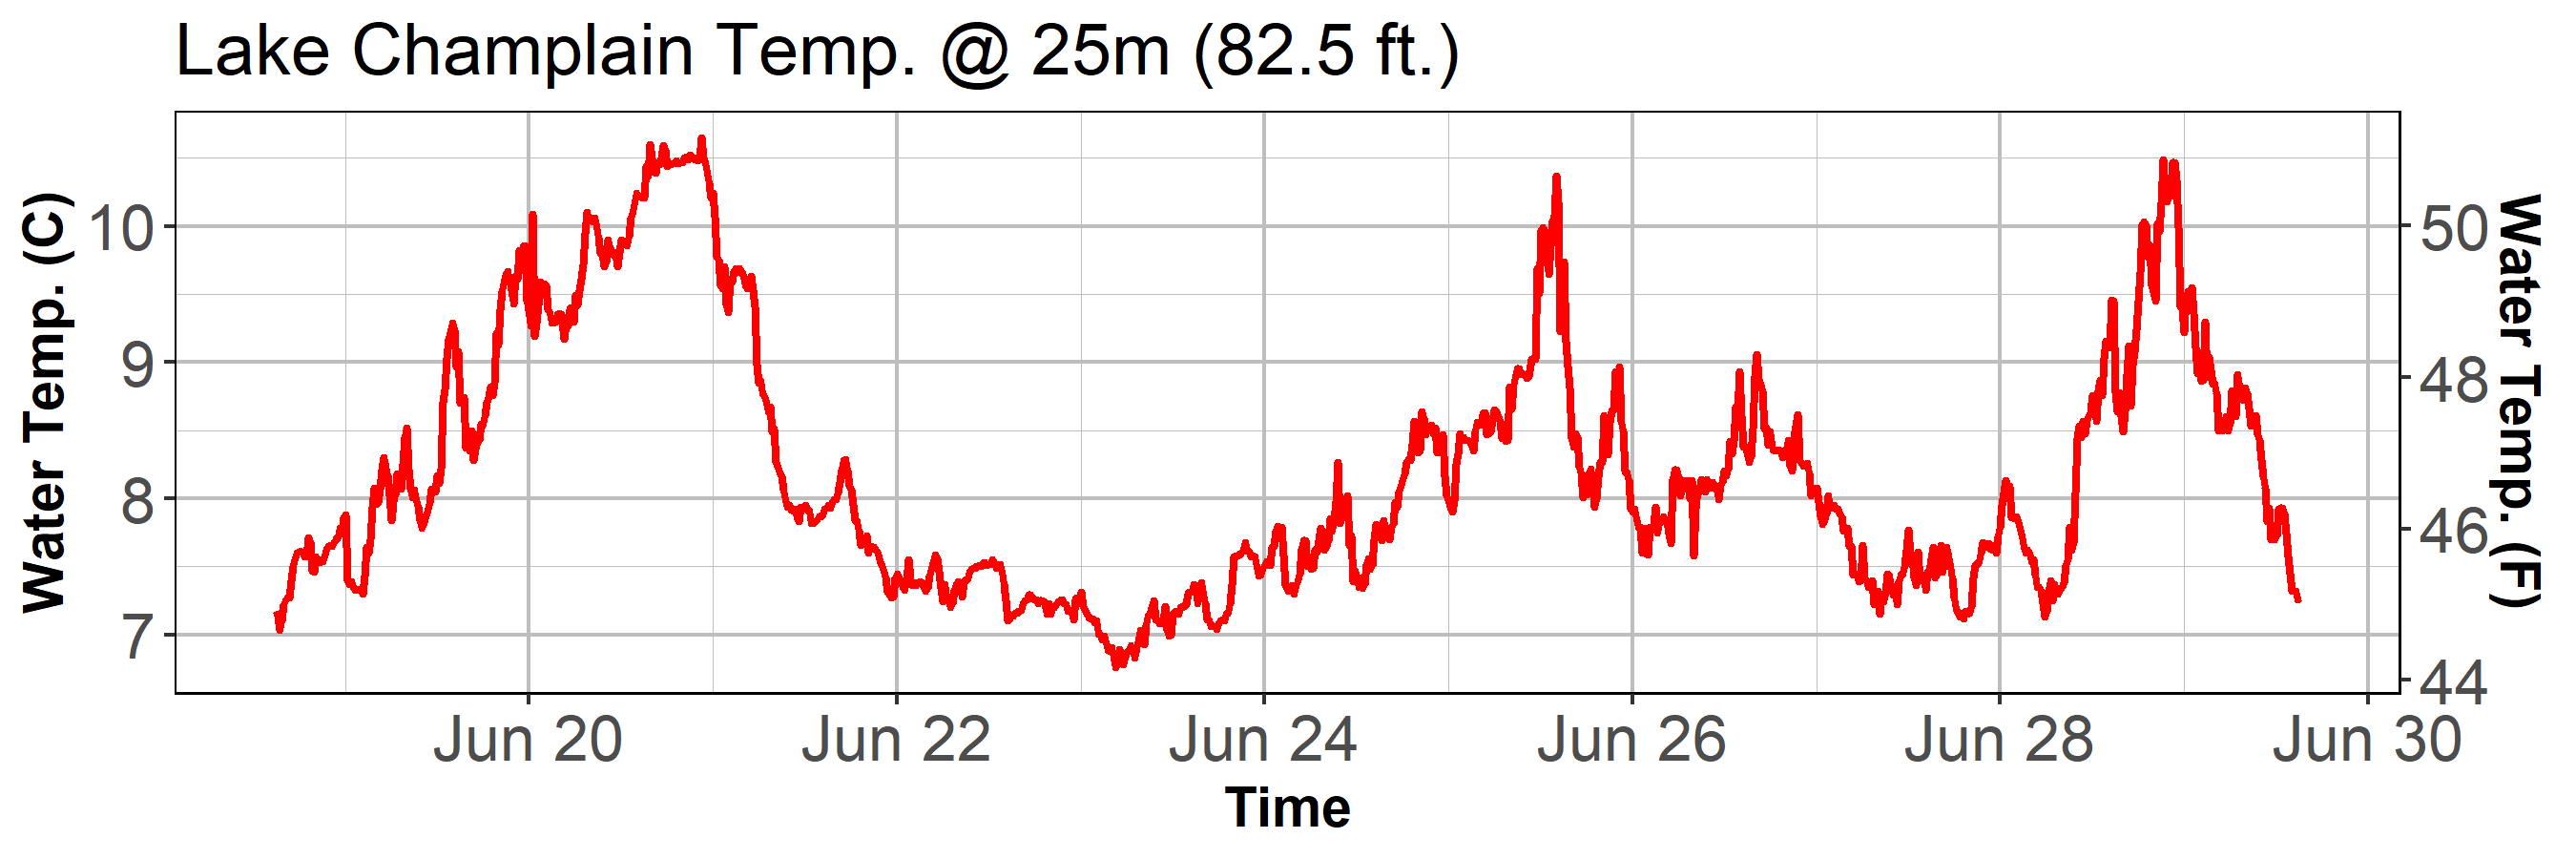 Lake Champlain Temp. @ 25m (82.5 ft.)
Water Temp. (C)
10
9
8
7
50
48
46
44
Water Temp. (F)
Jun 20 Jun 22 Jun 24 Jun 26 Jun 28 Jun 30
Time